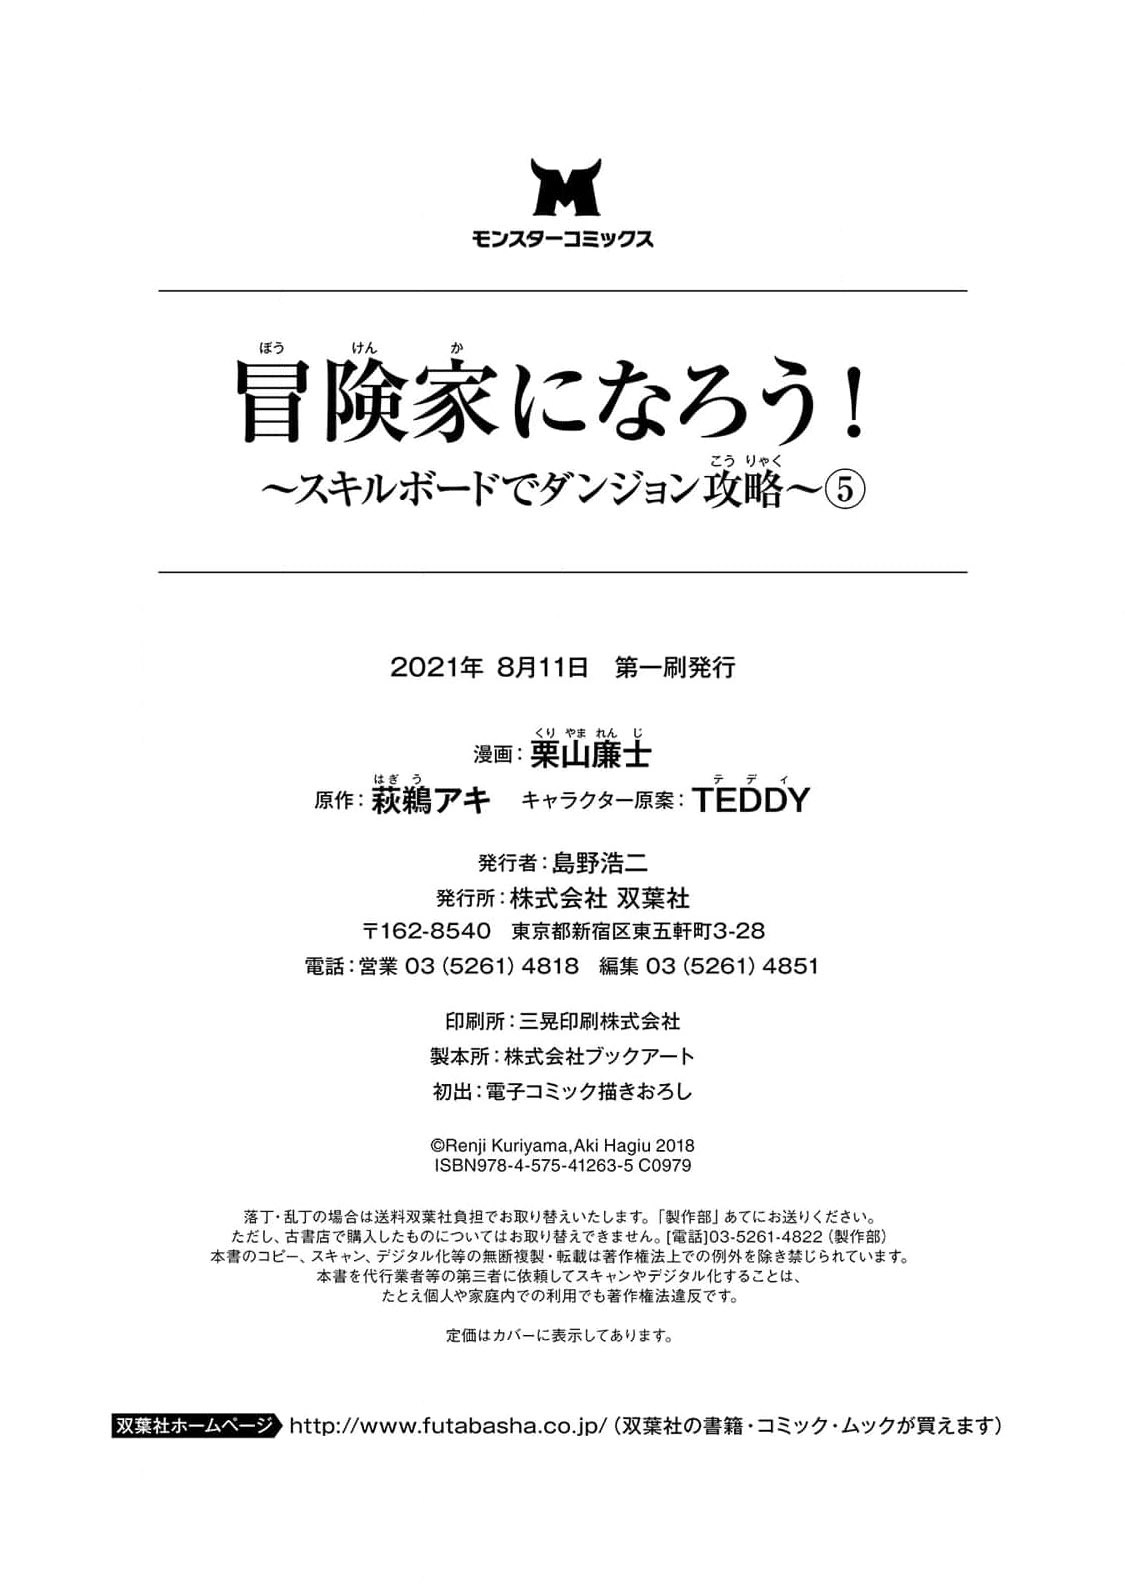 M
モンスターコミックス
ぼう けん か
冒険家になろう!
こう りゃく
～スキルボードでダンジョン攻略～⑤
2021年 8月11日 第一刷発行
くり やま れん じ
漫画：栗山廉士
はぎ う テ デ ィ
原作：萩鵜アキ キャラクター原案：TEDDY
発行者：島野浩二
発行所：株式会社 双葉社
〒162-8540 東京都新宿区東五軒町3-28
電話：営業 03（5261）4818 編集 03（5261）4851
印刷所：三晃印刷株式会社
製本所：株式会社ブックアート
初出：電子コミック描きおろし
©Renji Kuriyama,Aki Hagiu 2018
ISBN978-4-575-41263-5 C0979
落丁・乱丁の場合は送料双葉社負担でお取り替えいたします。「製作部」あてにお送りください。
ただし、古書店で購入したものについてはお取り替えできません。[電話]03-5261-4822（製作部）
本書のコピー、スキャン、デジタル化等の無断複製・転載は著作権法上での例外を除き禁じられています。
本書を代行業者等の第三者に依頼してスキャンやデジタル化することは、
たとえ個人や家庭内での利用でも著作権法違反です。
定価はカバーに表示してあります。
双葉社ホームページ http://www.futabasha.co.jp/（双葉社の書籍・コミック・ムックが買えます）